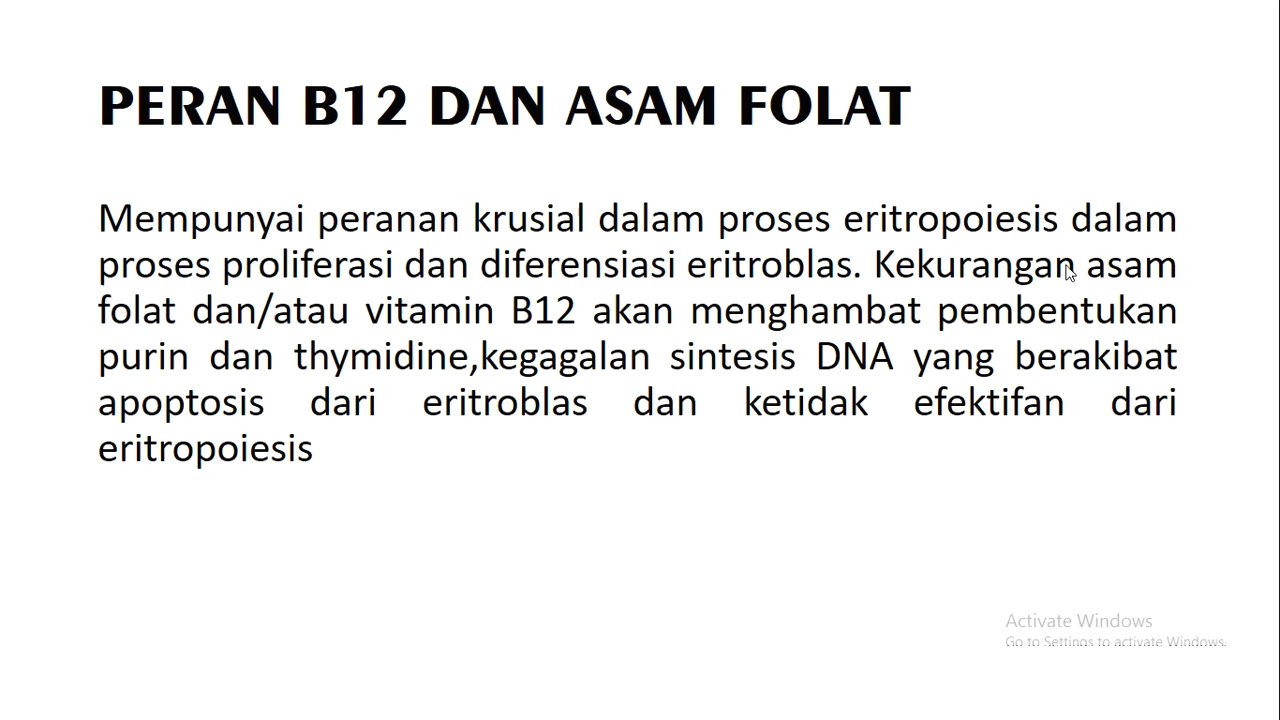 PERAN B12 DAN ASAM FOLAT
Mempunyai peranan krusial dalam proses eritropoiesis dalam
proses proliferasi dan diferensiasi eritroblas. Kekurangan asam
folat dan/atau vitamin B12 akan menghambat pembentukan
purin dan thymidine,kegagalan sintesis DNA yang berakibat
apoptosis dari eritroblas dan ketidak efektifan dari
eritropoiesis
Activate Windows
Go to Settings to activate Windows.